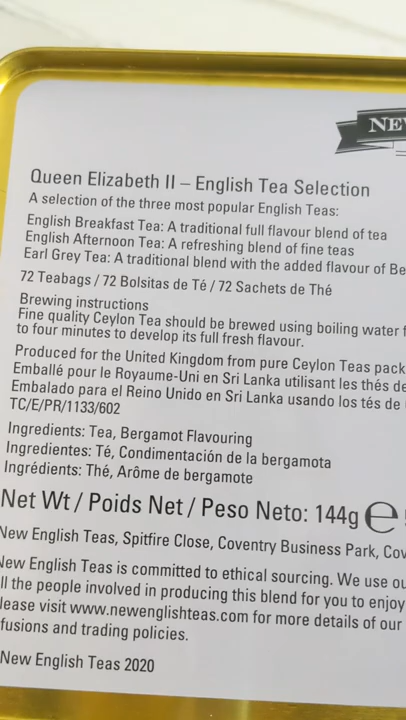 Queen Elizabeth II – English Tea Selection
A selection of the three most popular English Teas:
English Breakfast Tea: A traditional full flavour blend of tea
English Afternoon Tea: A refreshing blend of fine teas
Earl Grey Tea: A traditional blend with the added flavour of Be
72 Teabags / 72 Bolsitas de Té / 72 Sachets de Thé
Brewing instructions
Fine quality Ceylon Tea should be brewed using boiling water f
to four minutes to develop its full fresh flavour.
Produced for the United Kingdom from pure Ceylon Teas pack
Emballé pour le Royaume-Uni en Sri Lanka utilisant les thés de
Embalado para el Reino Unido en Sri Lanka usando los tés de
TC/E/PR/1133/602
Ingredients: Tea, Bergamot Flavouring
Ingredientes: Té, Condimentación de la bergamota
Ingrédients: Thé, Arôme de bergamote
Net Wt / Poids Net / Peso Neto: 144g ℮
New English Teas, Spitfire Close, Coventry Business Park, Cov
New English Teas is committed to ethical sourcing. We use ou
ll the people involved in producing this blend for you to enjoy
lease visit www.newenglishteas.com for more details of our
fusions and trading policies.
New English Teas 2020